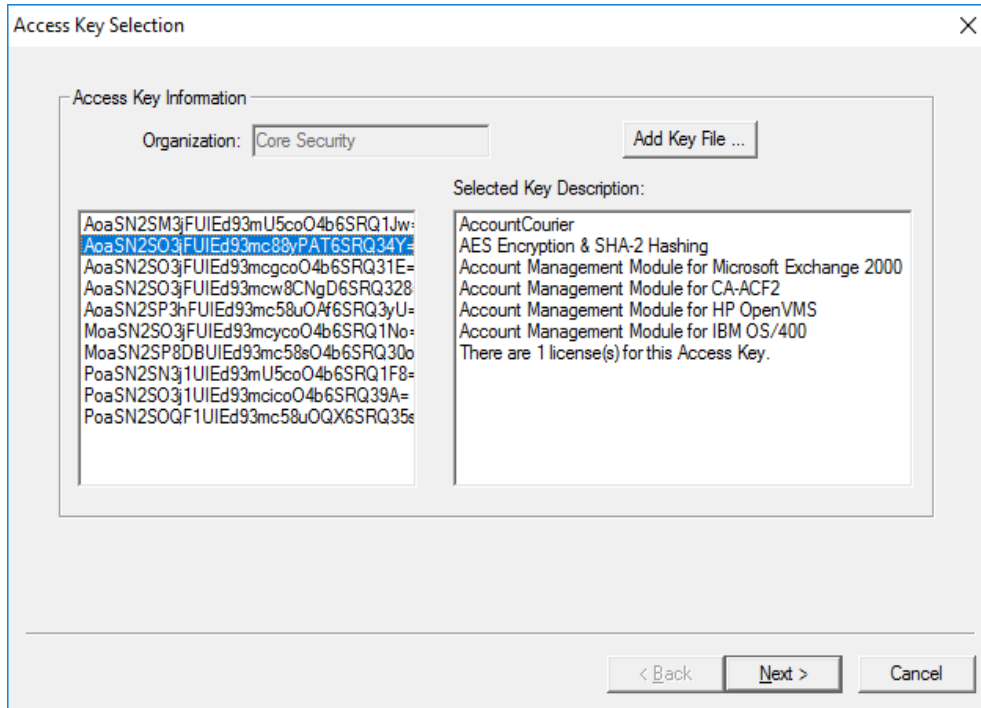 Access Key Selection
Access Key Information
Organization: Core Security
Add Key File ...
Selected Key Description:
AoaSN2SM3jFUIEd93mU5coO4b6SRQ1Jw=
AoaSN2SO3jFUIEd93mc88yPAT6SRQ34Y=
AoaSN2SO3jFUIEd93mcgcoO4b6SRQ31E=
AoaSN2SO3jFUIEd93mcw8CNgD6SRQ328
AoaSN2SP3hFUIEd93mc58uOAf6SRQ3yU=
MoaSN2SO3jFUIEd93mcycoO4b6SRQ1No=
MoaSN2SP8DBUIEd93mc58sO4b6SRQ30o
PoaSN2SN3j1UIEd93mU5coO4b6SRQ1F8=
PoaSN2SO3j1UIEd93mcicoO4b6SRQ39A=
PoaSN2SOQF1UIEd93mc58uOQX6SRQ35s
AccountCourier
AES Encryption & SHA-2 Hashing
Account Management Module for Microsoft Exchange 2000
Account Management Module for CA-ACF2
Account Management Module for HP OpenVMS
Account Management Module for IBM OS/400
There are 1 license(s) for this Access Key.
< Back
Next >
Cancel